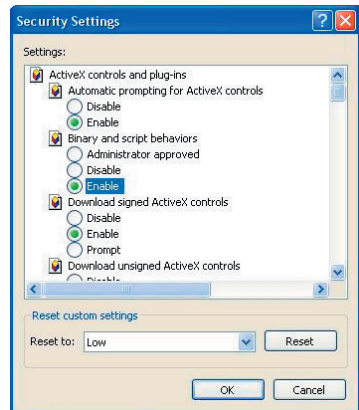 Security Settings
Settings:
ActiveX controls and plug-ins
Automatic prompting for ActiveX controls
Disable
Enable
Binary and script behaviors
Administrator approved
Disable
Enable
Download signed ActiveX controls
Disable
Enable
Prompt
Download unsigned ActiveX controls
Reset custom settings
Reset to: Low Reset
OK Cancel